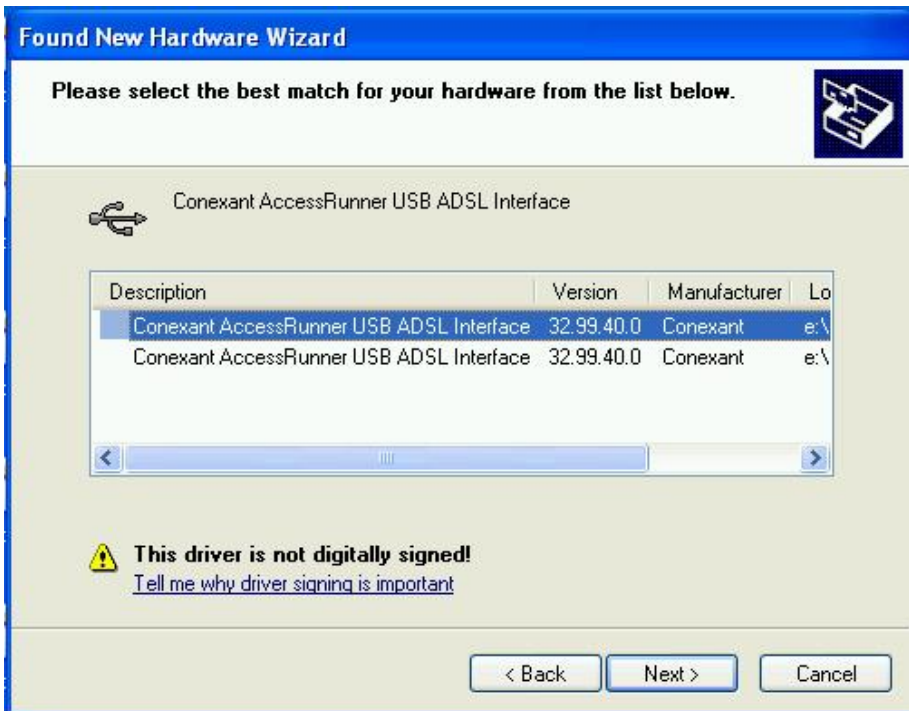 Found New Hardware Wizard
Please select the best match for your hardware from the list below.
Conexant AccessRunner USB ADSL Interface
Description Version Manufacturer Lo
Conexant AccessRunner USB ADSL Interface 32.99.40.0 Conexant e:\
Conexant AccessRunner USB ADSL Interface 32.99.40.0 Conexant e:\
This driver is not digitally signed!
Tell me why driver signing is important
< Back Next > Cancel